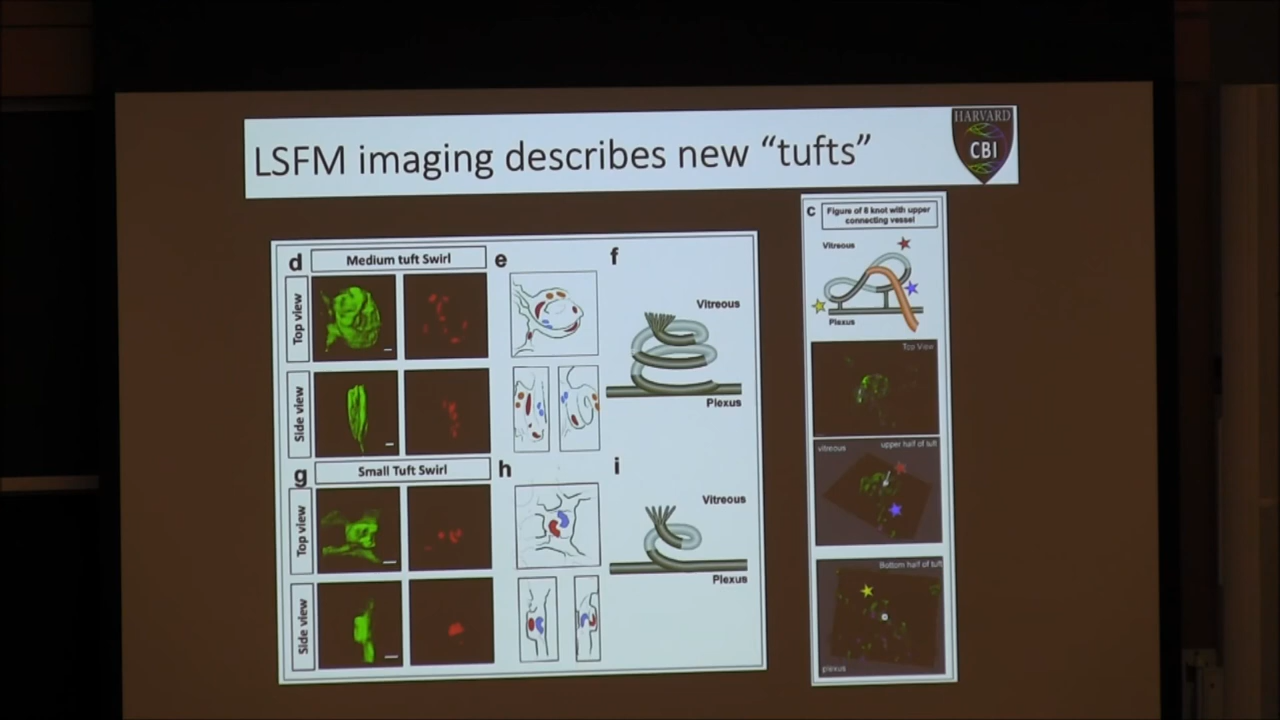 LSFM imaging describes new “tufts”
HARVARD
CBI
d
Medium tuft Swirl
Top view
Side view
e
f
Vitreous
Plexus
g
Small Tuft Swirl
Top view
Side view
h
i
Vitreous
Plexus
c
Figure of 8 knot with upper
connecting vessel
Vitreous
Plexus
Top View
vitreous
upper half of tuft
Bottom half of tuft
plexus